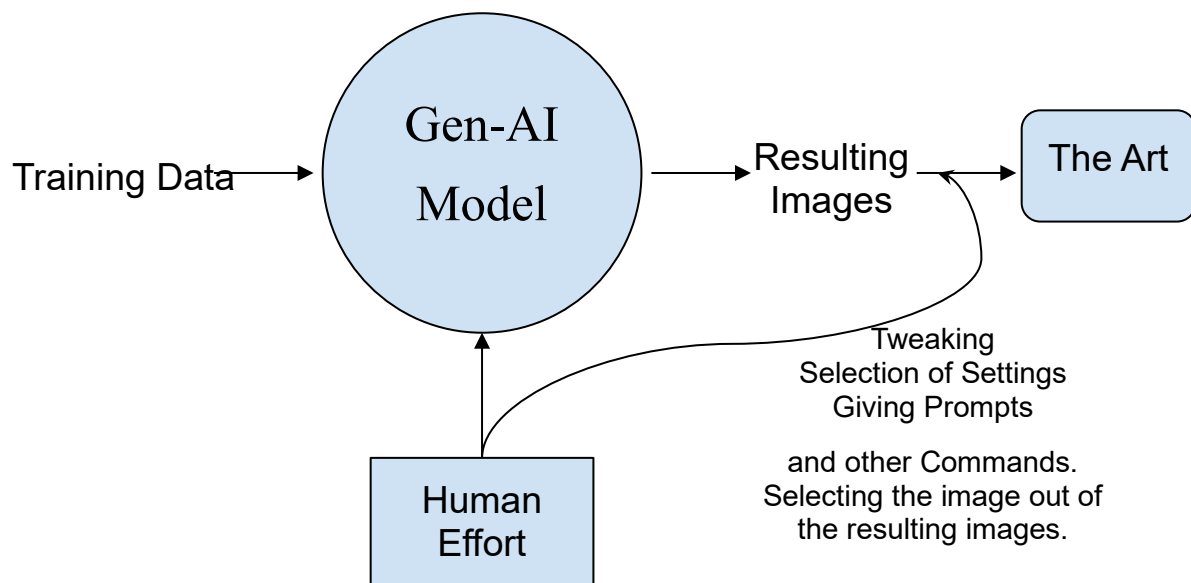 Training Data
Gen-AI
Model
Resulting
Images
The Art
Tweaking
Selection of Settings
Giving Prompts
and other Commands.
Selecting the image out of
the resulting images.
Human
Effort